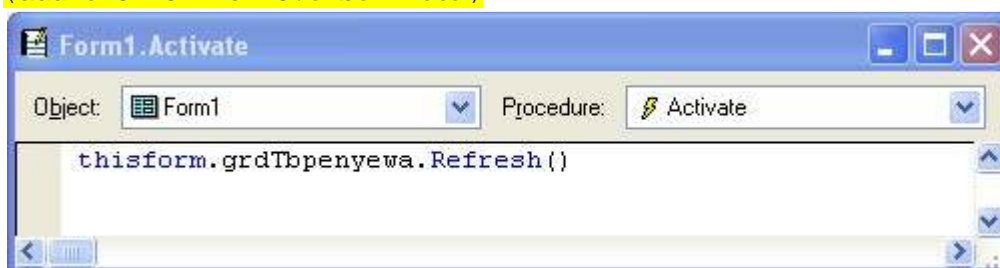 Form1.Activate
Object: Form1 Procedure: Activate
thisform.grdTbpenyewa.Refresh()